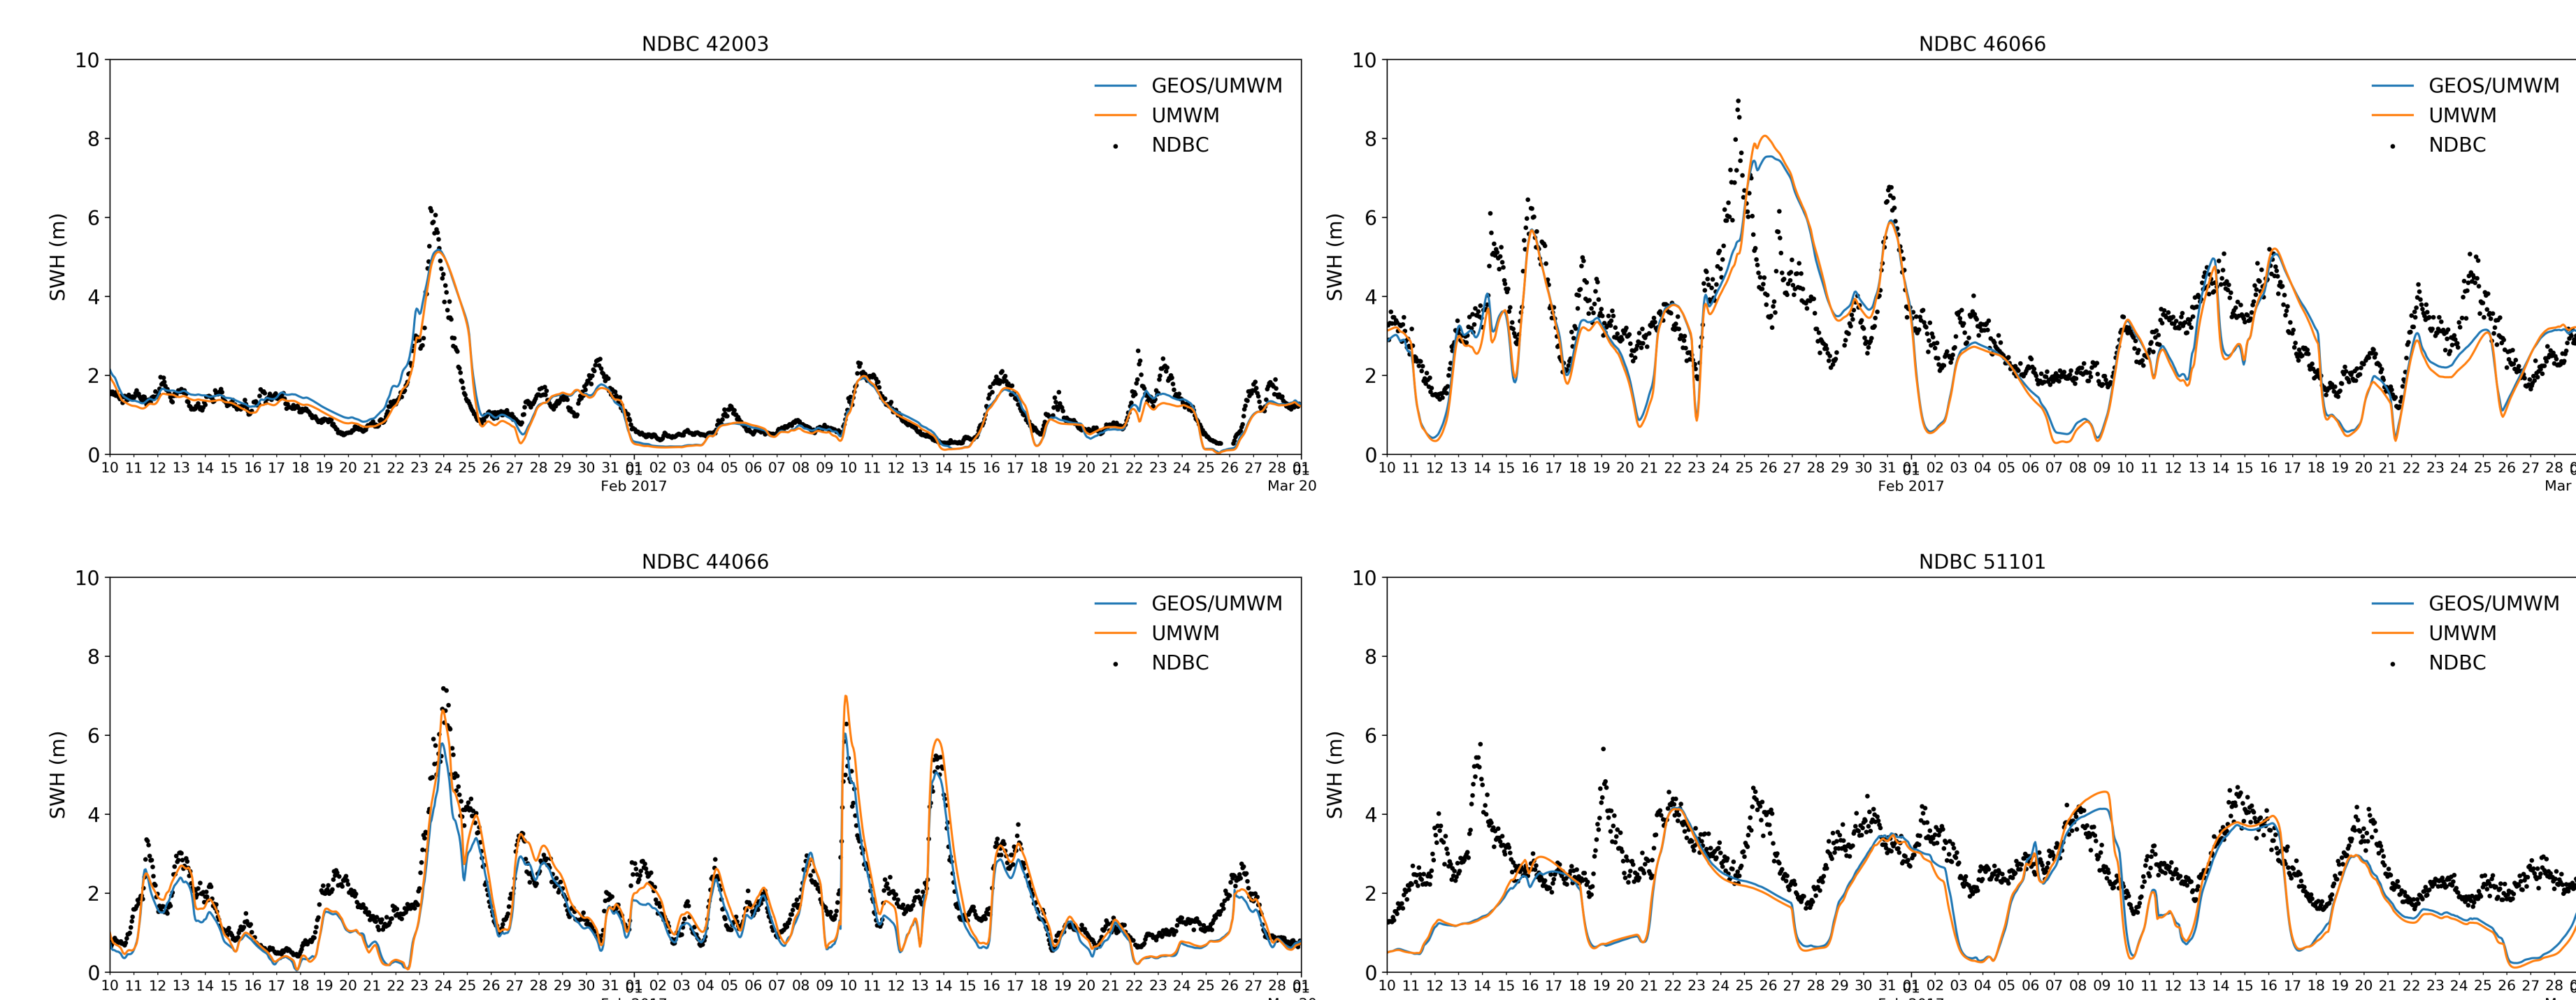 NDBC 42003
10
8
6
4
2
0
SWH (m)
GEOS/UMWM
UMWM
NDBC
10 11 12 13 14 15 16 17 18 19 20 21 22 23 24 25 26 27 28 29 30 31 01 02 03 04 05 06 07 08 09 10 11 12 13 14 15 16 17 18 19 20 21 22 23 24 25 26 27 28 01
Feb 2017
Mar 20
NDBC 46066
10
8
6
4
2
0
SWH (m)
GEOS/UMWM
UMWM
NDBC
10 11 12 13 14 15 16 17 18 19 20 21 22 23 24 25 26 27 28 29 30 31 01 02 03 04 05 06 07 08 09 10 11 12 13 14 15 16 17 18 19 20 21 22 23 24 25 26 27 28
Feb 2017
Mar
NDBC 44066
10
8
6
4
2
0
SWH (m)
GEOS/UMWM
UMWM
NDBC
10 11 12 13 14 15 16 17 18 19 20 21 22 23 24 25 26 27 28 29 30 31 01 02 03 04 05 06 07 08 09 10 11 12 13 14 15 16 17 18 19 20 21 22 23 24 25 26 27 28 01
NDBC 51101
10
8
6
4
2
0
SWH (m)
GEOS/UMWM
UMWM
NDBC
10 11 12 13 14 15 16 17 18 19 20 21 22 23 24 25 26 27 28 29 30 31 01 02 03 04 05 06 07 08 09 10 11 12 13 14 15 16 17 18 19 20 21 22 23 24 25 26 27 28